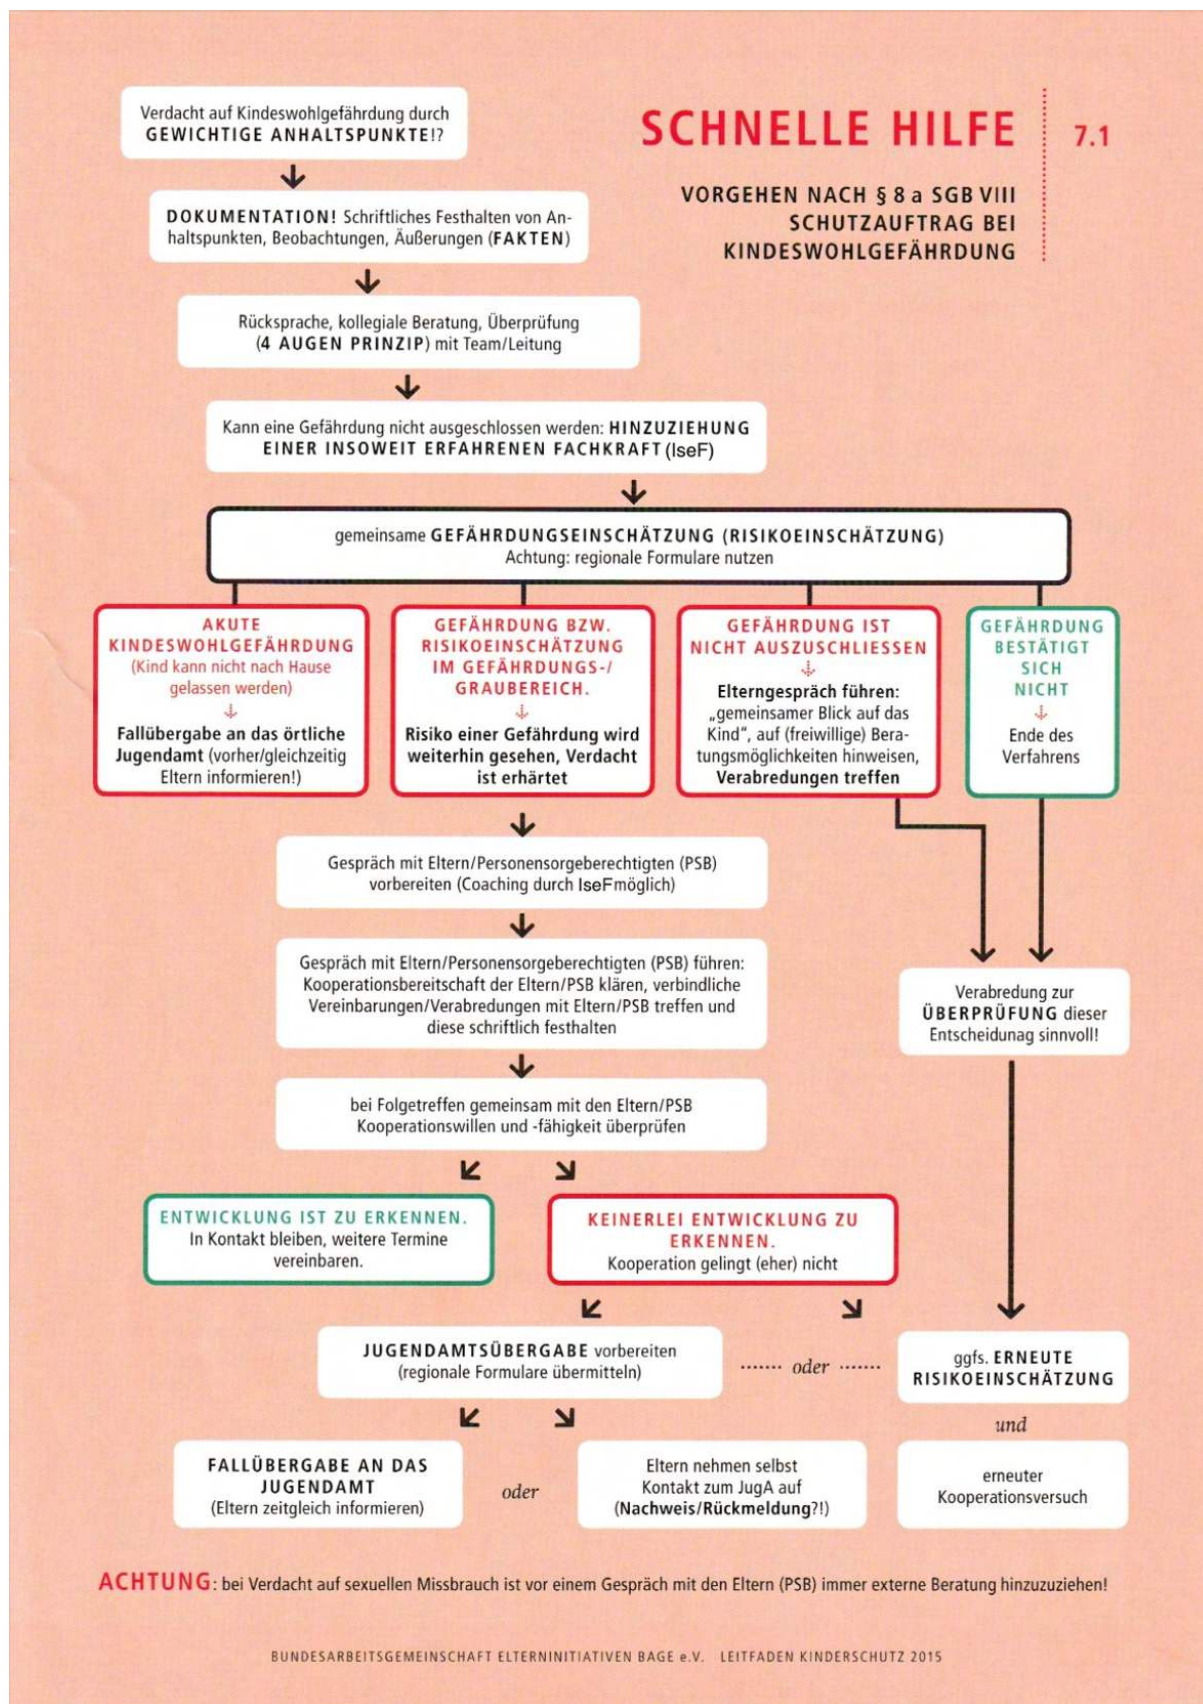 Verdacht auf Kindeswohlgefährdung durch
GEWICHTIGE ANHALTSPUNKTE!?
SCHNELLE HILFE
7.1
VORGEHEN NACH § 8 a SGB VIII
SCHUTZAUFTRAG BEI
KINDESWOHLGEFÄHRDUNG
DOKUMENTATION! Schriftliches Festhalten von An-
haltspunkten, Beobachtungen, Äußerungen (FAKTEN)
Rücksprache, kollegiale Beratung, Überprüfung
(4 AUGEN PRINZIP) mit Team/Leitung
Kann eine Gefährdung nicht ausgeschlossen werden: HINZUZIEHUNG
EINER INSOWEIT ERFAHRENEN FACHKRAFT (IseF)
gemeinsame GEFÄHRDUNGSEINSCHÄTZUNG (RISIKOEINSCHÄTZUNG)
Achtung: regionale Formulare nutzen
AKUTE
KINDESWOHLGEFÄHRDUNG
(Kind kann nicht nach Hause
gelassen werden)
Fallübergabe an das örtliche
Jugendamt (vorher/gleichzeitig
Eltern informieren!)
GEFÄHRDUNG BZW.
RISIKOEINSCHÄTZUNG
IM GEFÄHRDUNGS-/
GRAUBEREICH.
Risiko einer Gefährdung wird
weiterhin gesehen, Verdacht
ist erhärtet
GEFÄHRDUNG IST
NICHT AUSZUSCHLIESSEN
Elterngespräch führen:
„gemeinsamer Blick auf das
Kind“, auf (freiwillige) Bera-
tungsmöglichkeiten hinweisen,
Verabredungen treffen
GEFÄHRDUNG
BESTÄTIGT
SICH
NICHT
Ende des
Verfahrens
Gespräch mit Eltern/Personensorgeberechtigten (PSB)
vorbereiten (Coaching durch IseFmöglich)
Gespräch mit Eltern/Personensorgeberechtigten (PSB) führen:
Kooperationsbereitschaft der Eltern/PSB klären, verbindliche
Vereinbarungen/Verabredungen mit Eltern/PSB treffen und
diese schriftlich festhalten
Verabredung zur
ÜBERPRÜFUNG dieser
Entscheidunag sinnvoll!
bei Folgetreffen gemeinsam mit den Eltern/PSB
Kooperationswillen und -fähigkeit überprüfen
ENTWICKLUNG IST ZU ERKENNEN.
In Kontakt bleiben, weitere Termine
vereinbaren.
KEINERLEI ENTWICKLUNG ZU
ERKENNEN.
Kooperation gelingt (eher) nicht
JUGENDAMTSÜBERGABE vorbereiten
(regionale Formulare übermitteln)
....... oder .......
ggfs. ERNEUTE
RISIKOEINSCHÄTZUNG
und
FALLÜBERGABE AN DAS
JUGENDAMT
(Eltern zeitgleich informieren)
oder
Eltern nehmen selbst
Kontakt zum JugA auf
(Nachweis/Rückmeldung?!)
erneuter
Kooperationsversuch
ACHTUNG: bei Verdacht auf sexuellen Missbrauch ist vor einem Gespräch mit den Eltern (PSB) immer externe Beratung hinzuzuziehen!
BUNDESARBEITSGEMEINSCHAFT ELTERNINITIATIVEN BAGE e.V. LEITFADEN KINDERSCHUTZ 2015